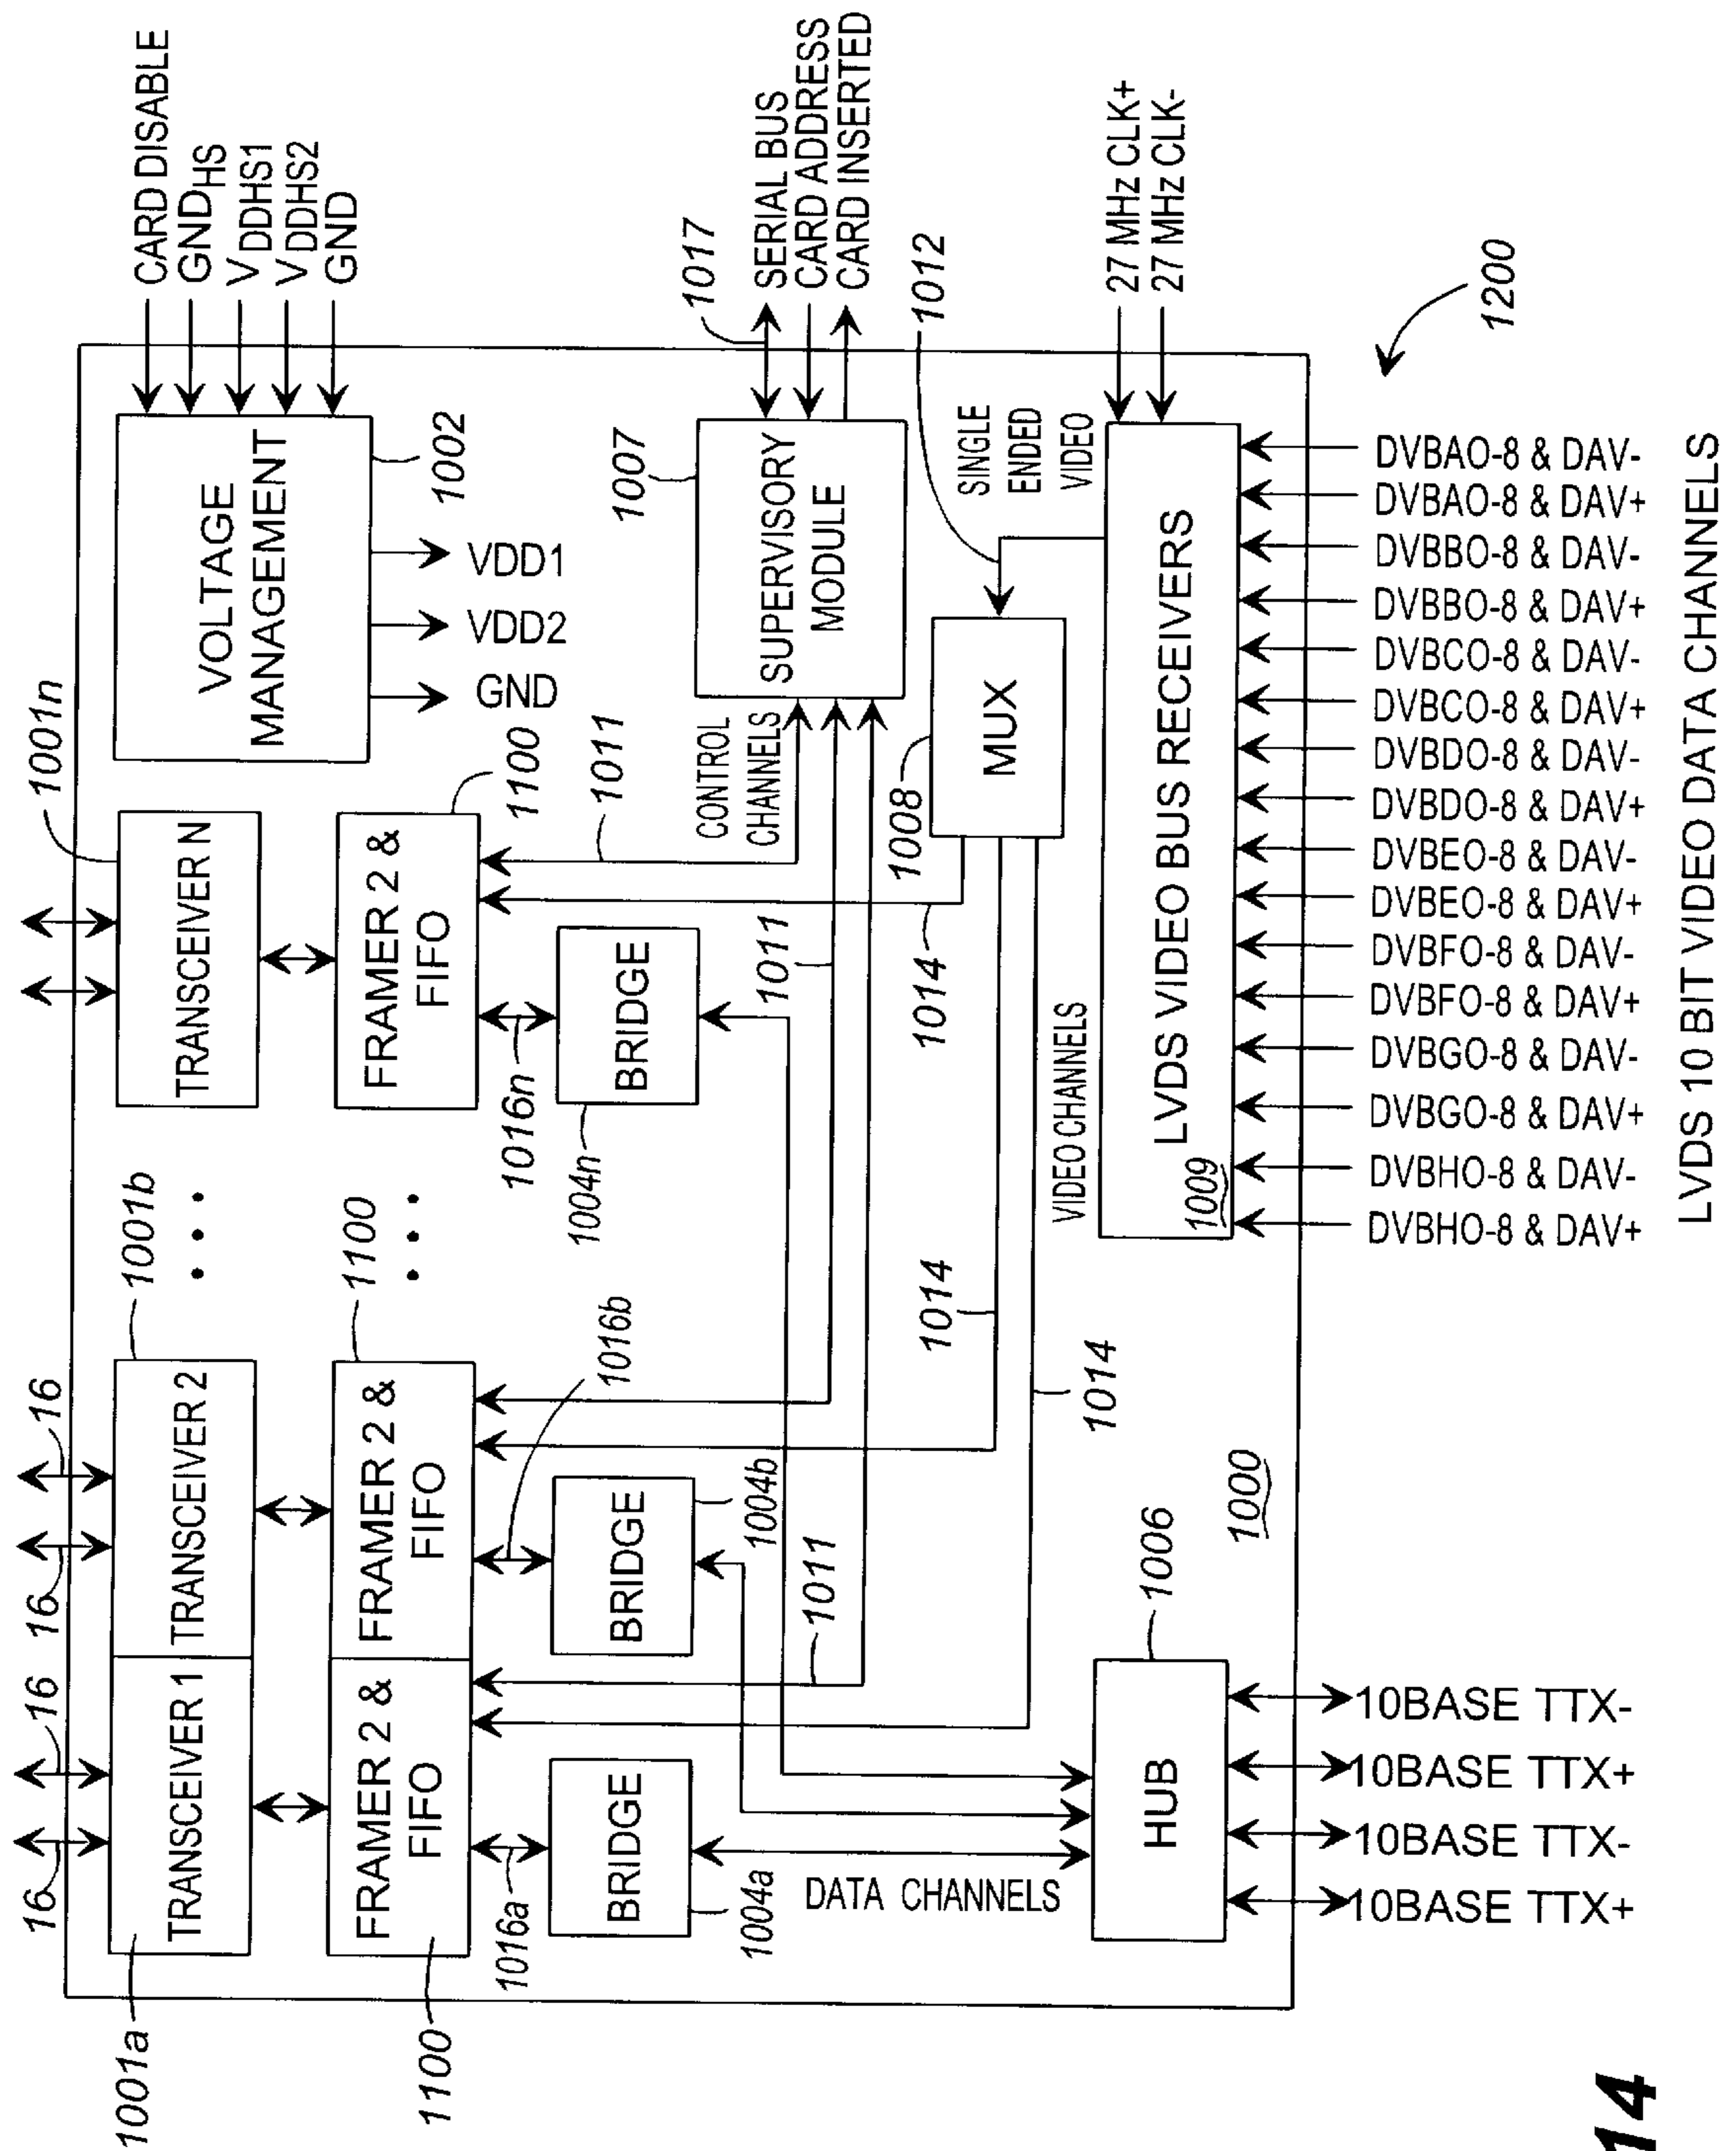 1001a
1001b
1001n
16
16
16
16
TRANSCEIVER 1
TRANSCEIVER 2
• • •
TRANSCEIVER N
VOLTAGE
MANAGEMENT
1002
CARD DISABLE
GNDHS
VDDHS1
VDDHS2
GND
VDD1
VDD2
GND
1100
FRAMER 2 &
FIFO
FRAMER 2 &
FIFO
1100
• • •
FRAMER 2 &
FIFO
1100
1016a
1016b
1016n
BRIDGE
1004a
BRIDGE
1004b
BRIDGE
1004n
1011
1011
1011
CONTROL
CHANNELS
SUPERVISORY
MODULE
1007
1017
SERIAL BUS
CARD ADDRESS
CARD INSERTED
1014
1014
1014
VIDEO CHANNELS
1008
MUX
SINGLE
ENDED
VIDEO
1012
DATA CHANNELS
HUB
1006
1000
1009
LVDS VIDEO BUS RECEIVERS
27 MHz CLK+
27 MHz CLK-
1200
10BASE TTX+
10BASE TTX-
10BASE TTX+
10BASE TTX-
DVBHO-8 & DAV+
DVBHO-8 & DAV-
DVBGO-8 & DAV+
DVBGO-8 & DAV-
DVBFO-8 & DAV+
DVBFO-8 & DAV-
DVBEO-8 & DAV+
DVBEO-8 & DAV-
DVBDO-8 & DAV+
DVBDO-8 & DAV-
DVBCO-8 & DAV+
DVBCO-8 & DAV-
DVBBO-8 & DAV+
DVBBO-8 & DAV-
DVBAO-8 & DAV+
DVBAO-8 & DAV-
LVDS 10 BIT VIDEO DATA CHANNELS
14